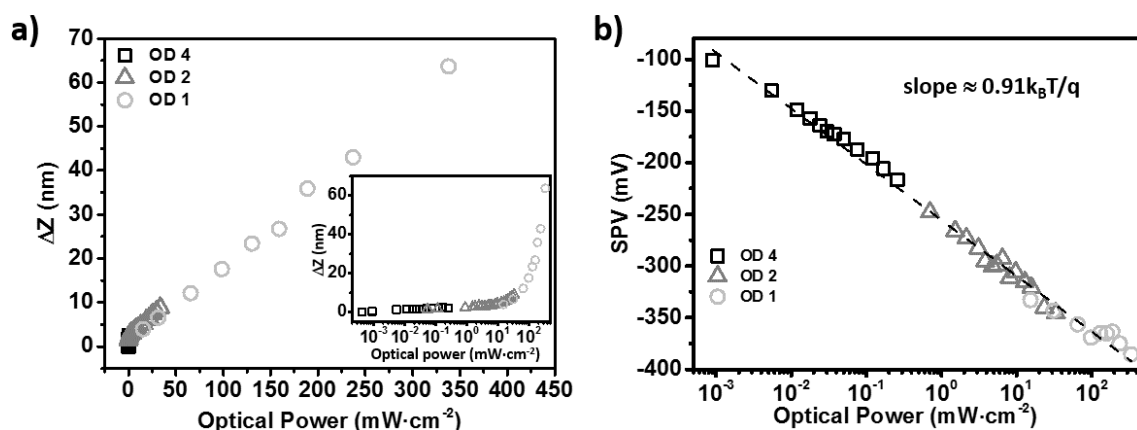 a)
70
60
50
40
30
20
10
0
ΔZ (nm)
OD 4
OD 2
OD 1
0 50 100 150 200 250 300 350 400 450
Optical Power (mW·cm⁻²)
60
40
20
0
ΔZ (nm)
10⁻³ 10⁻² 10⁻¹ 10⁰ 10¹ 10²
Optical power (mW·cm⁻²)
b)
-100
-150
-200
-250
-300
-350
-400
SPV (mV)
slope ≈ 0.91k_BT/q
OD 4
OD 2
OD 1
10⁻³ 10⁻² 10⁻¹ 10⁰ 10¹ 10²
Optical Power (mW·cm⁻²)